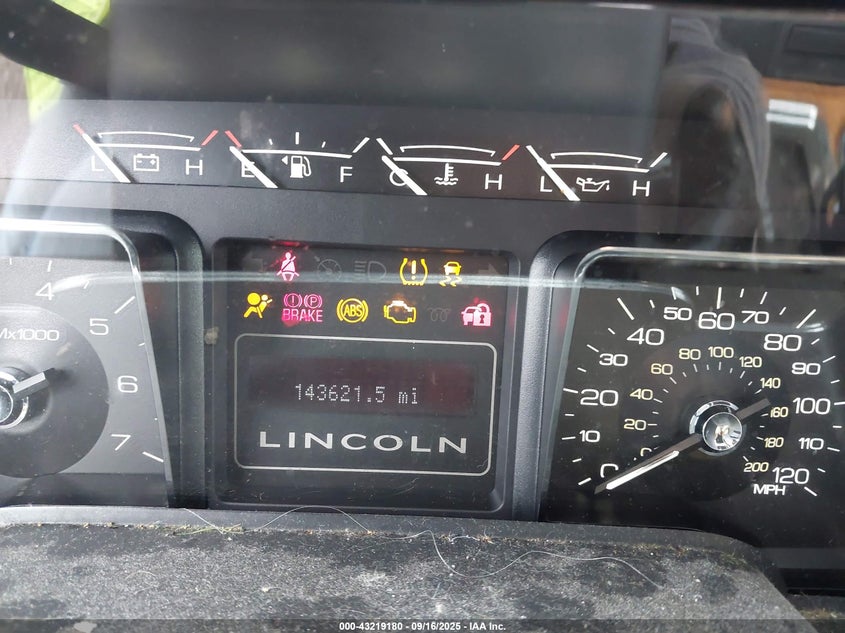 L H E F C H L H
4
5
6
7
Mx1000
BRAKE
ABS
P
143621.5 mi
LINCOLN
0 10 20 30 40 50 60 70 80 90 100 110 120
20 40 60 80 100 120 140 160 180 200
MPH
000-43219180 - 09/16/2025 - IAA Inc.